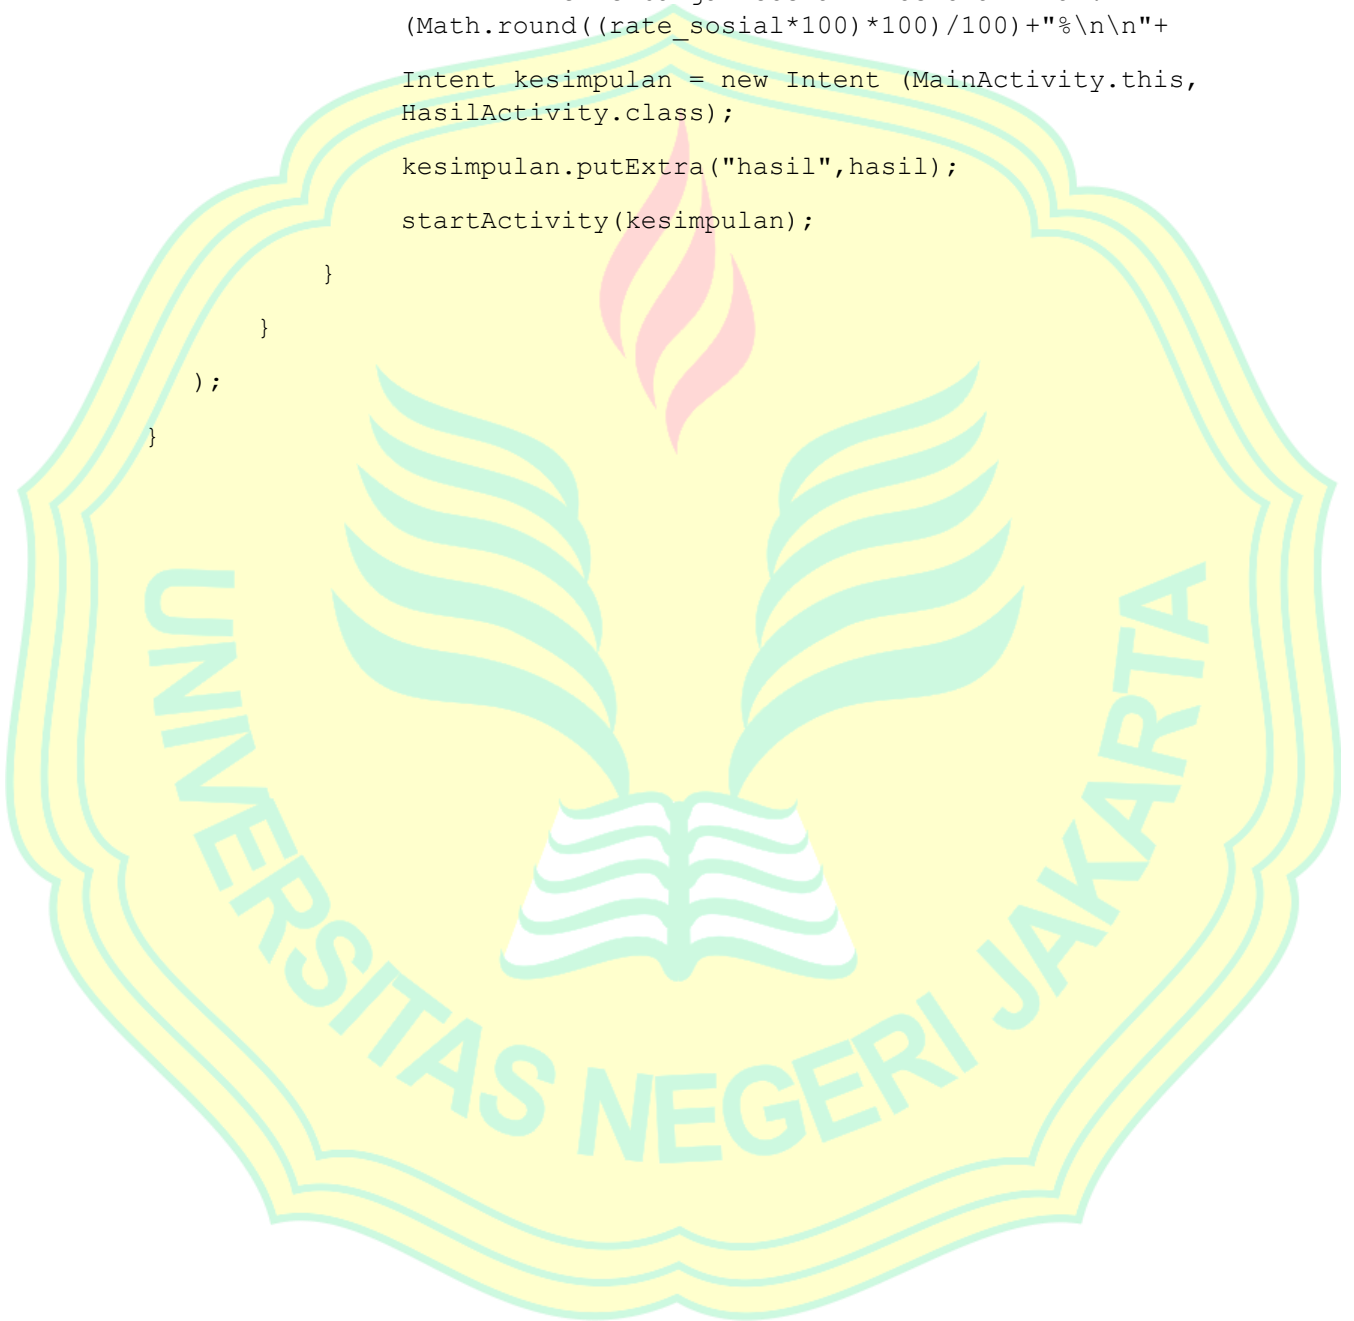 (Math.round((rate_sosial*100)*100)/100)+"%\n\n"+
Intent kesimpulan = new Intent (MainActivity.this,
HasilActivity.class);
kesimpulan.putExtra("hasil",hasil);
startActivity(kesimpulan);
}
}
);
}
UNIVERSITAS NEGERI JAKARTA